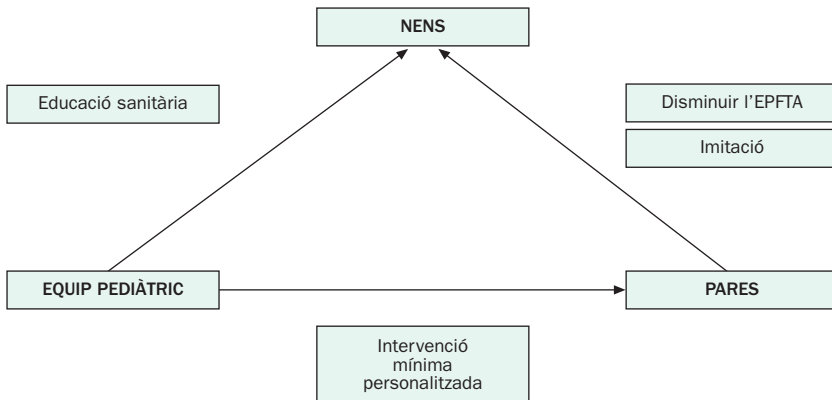 NENS
Educació sanitària
Disminuir l'EPFTA
Imitació
EQUIP PEDIÀTRIC
PARES
Intervenció
mínima
personalitzada